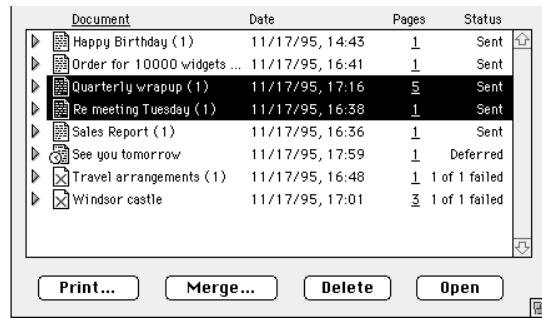 Document Date Pages Status
Happy Birthday (1) 11/17/95, 14:43 1 Sent
Order for 10000 widgets ... 11/17/95, 16:41 1 Sent
Quarterly wrapup (1) 11/17/95, 17:16 5 Sent
Re meeting Tuesday (1) 11/17/95, 16:38 1 Sent
Sales Report (1) 11/17/95, 16:36 1 Sent
See you tomorrow 11/17/95, 17:59 1 Deferred
Travel arrangements (1) 11/17/95, 16:48 1 1 of 1 failed
Windsor castle 11/17/95, 17:01 3 1 of 1 failed
Print... Merge... Delete Open